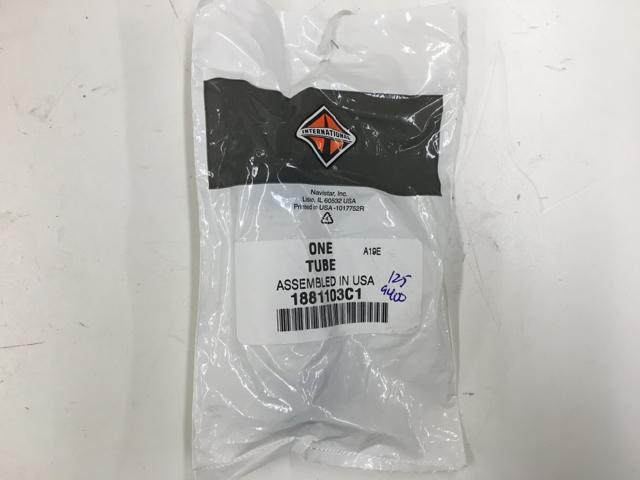 INTERNATIONAL
Navistar, Inc.
Lisle, IL 60532 USA
Printed in USA -1017752R
ONE A19E
TUBE
ASSEMBLED IN USA 125
1881103C1 9400